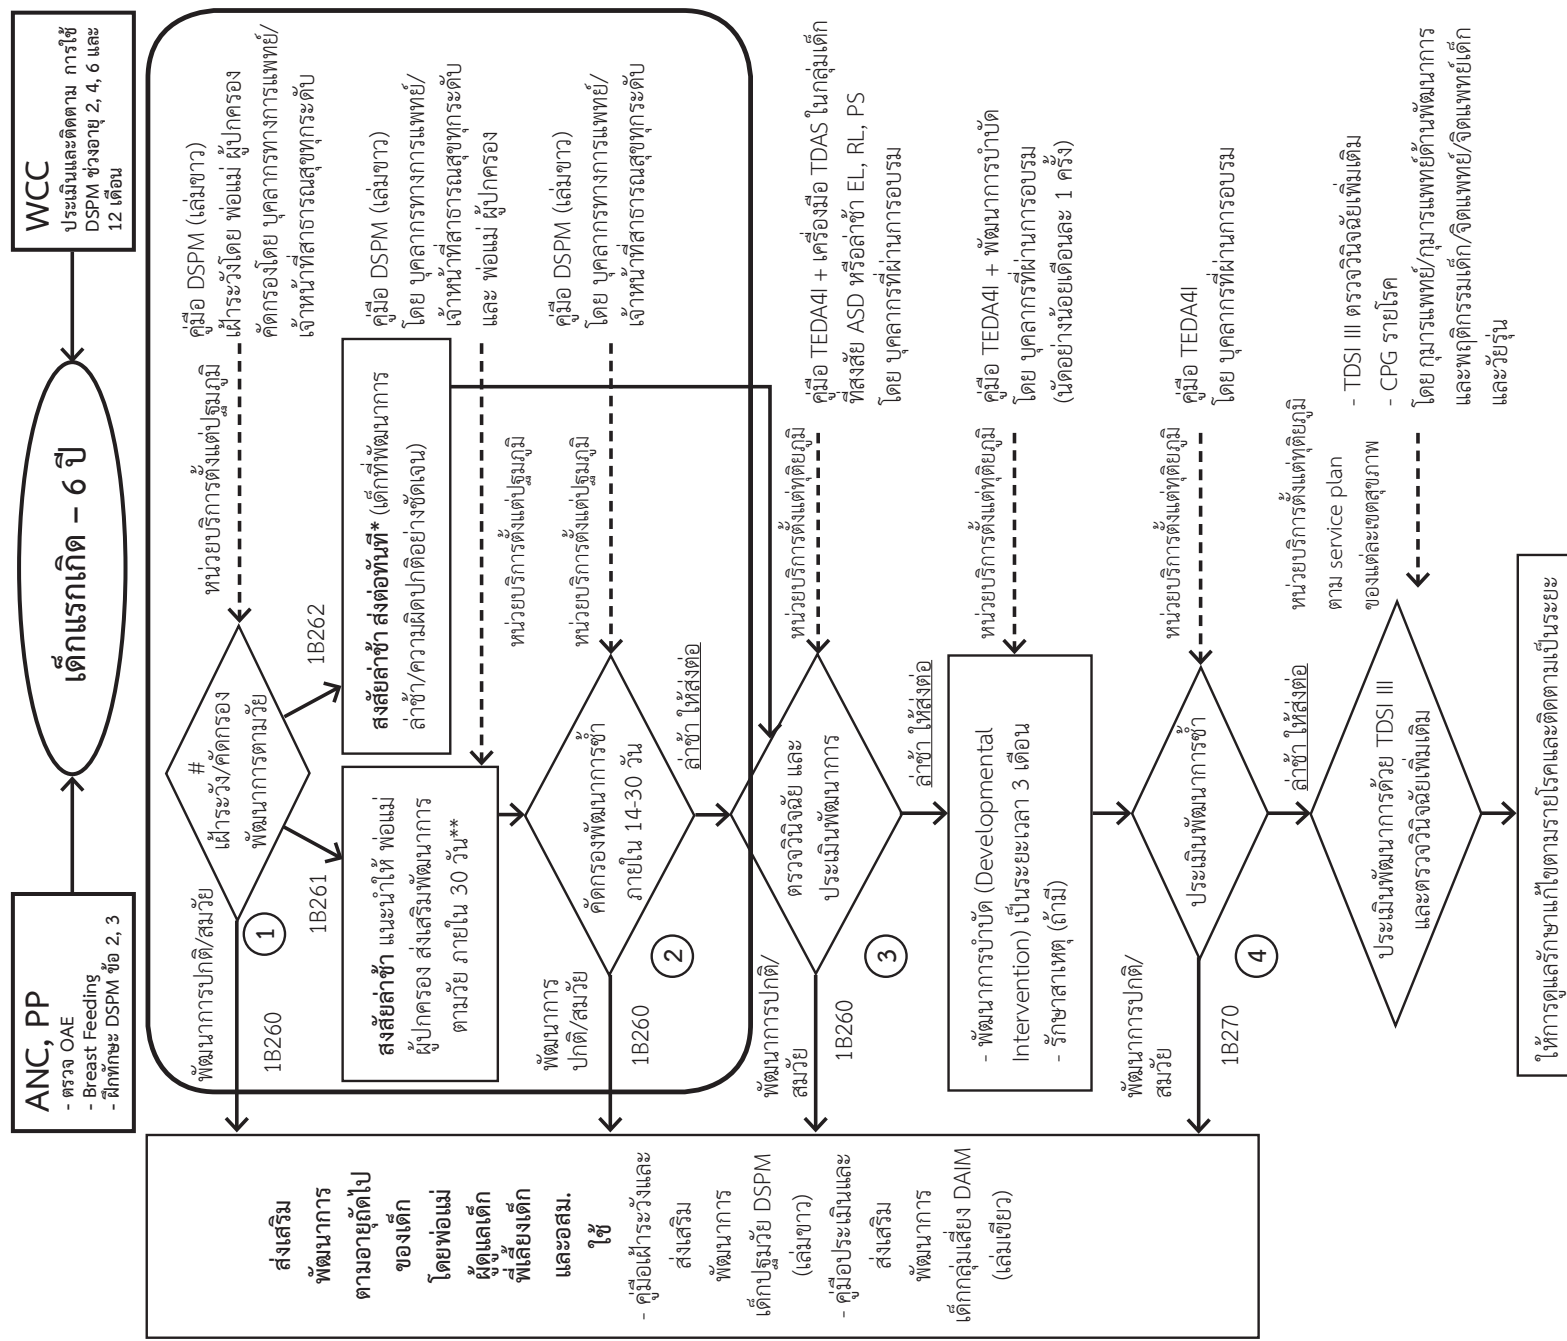 ANC, PP
- ตรวจ OAE
- Breast Feeding
- ฝึกทักษะ DSPM ข้อ 2, 3
เด็กแรกเกิด – 6 ปี
WCC
ประเมินและติดตาม การใช้
DSPM ช่วงอายุ 2, 4, 6 และ
12 เดือน
ส่งเสริม
พัฒนาการ
ตามอายุถัดไป
ของเด็ก
โดยพ่อแม่
ผู้ดูแลเด็ก
พี่เลี้ยงเด็ก
และอสม.
ใช้
- คู่มือเฝ้าระวังและ
ส่งเสริม
พัฒนาการ
เด็กปฐมวัย DSPM
(เล่มขาว)
- คู่มือประเมินและ
ส่งเสริม
พัฒนาการ
เด็กกลุ่มเสี่ยง DAIM
(เล่มเขียว)
พัฒนาการปกติ/สมวัย
1B260
1
#
เฝ้าระวัง/คัดกรอง
พัฒนาการตามวัย
หน่วยบริการตั้งแต่ปฐมภูมิ
คู่มือ DSPM (เล่มขาว)
เฝ้าระวังโดย พ่อแม่ ผู้ปกครอง
คัดกรองโดย บุคลากรทางการแพทย์/
เจ้าหน้าที่สาธารณสุขทุกระดับ
1B261
1B262
สงสัยล่าช้า แนะนำให้ พ่อแม่
ผู้ปกครอง ส่งเสริมพัฒนาการ
ตามวัย ภายใน 30 วัน**
สงสัยล่าช้า ส่งต่อทันที* (เด็กที่พัฒนาการ
ล่าช้า/ความผิดปกติอย่างชัดเจน)
หน่วยบริการตั้งแต่ปฐมภูมิ
คู่มือ DSPM (เล่มขาว)
โดย บุคลากรทางการแพทย์/
เจ้าหน้าที่สาธารณสุขทุกระดับ
และ พ่อแม่ ผู้ปกครอง
พัฒนาการ
ปกติ/สมวัย
1B260
2
คัดกรองพัฒนาการซ้ำ
ภายใน 14-30 วัน
หน่วยบริการตั้งแต่ปฐมภูมิ
คู่มือ DSPM (เล่มขาว)
โดย บุคลากรทางการแพทย์/
เจ้าหน้าที่สาธารณสุขทุกระดับ
ล่าช้า ให้ส่งต่อ
พัฒนาการปกติ/
สมวัย
1B260
3
ตรวจวินิจฉัย และ
ประเมินพัฒนาการ
หน่วยบริการตั้งแต่ทุติยภูมิ
คู่มือ TEDA4I + เครื่องมือ TDAS ในกลุ่มเด็ก
ที่สงสัย ASD หรือล่าช้า EL, RL, PS
โดย บุคลากรที่ผ่านการอบรม
ล่าช้า ให้ส่งต่อ
- พัฒนาการบำบัด (Developmental
Intervention) เป็นระยะเวลา 3 เดือน
- รักษาสาเหตุ (ถ้ามี)
หน่วยบริการตั้งแต่ทุติยภูมิ
คู่มือ TEDA4I + พัฒนาการบำบัด
โดย บุคลากรที่ผ่านการอบรม
(นัดอย่างน้อยเดือนละ 1 ครั้ง)
พัฒนาการปกติ/
สมวัย
1B270
4
ประเมินพัฒนาการซ้ำ
หน่วยบริการตั้งแต่ทุติยภูมิ
คู่มือ TEDA4I
โดย บุคลากรที่ผ่านการอบรม
ล่าช้า ให้ส่งต่อ
ประเมินพัฒนาการด้วย TDSI III
และตรวจวินิจฉัยเพิ่มเติม
หน่วยบริการตั้งแต่ทุติยภูมิ
ตาม service plan
ของแต่ละเขตสุขภาพ
- TDSI III ตรวจวินิจฉัยเพิ่มเติม
- CPG รายโรค
โดย กุมารแพทย์/กุมารแพทย์ด้านพัฒนาการ
และพฤติกรรมเด็ก/จิตแพทย์/จิตแพทย์เด็ก
และวัยรุ่น
ให้การดูแลรักษาแก้ไขตามรายโรคและติดตามเป็นระยะ